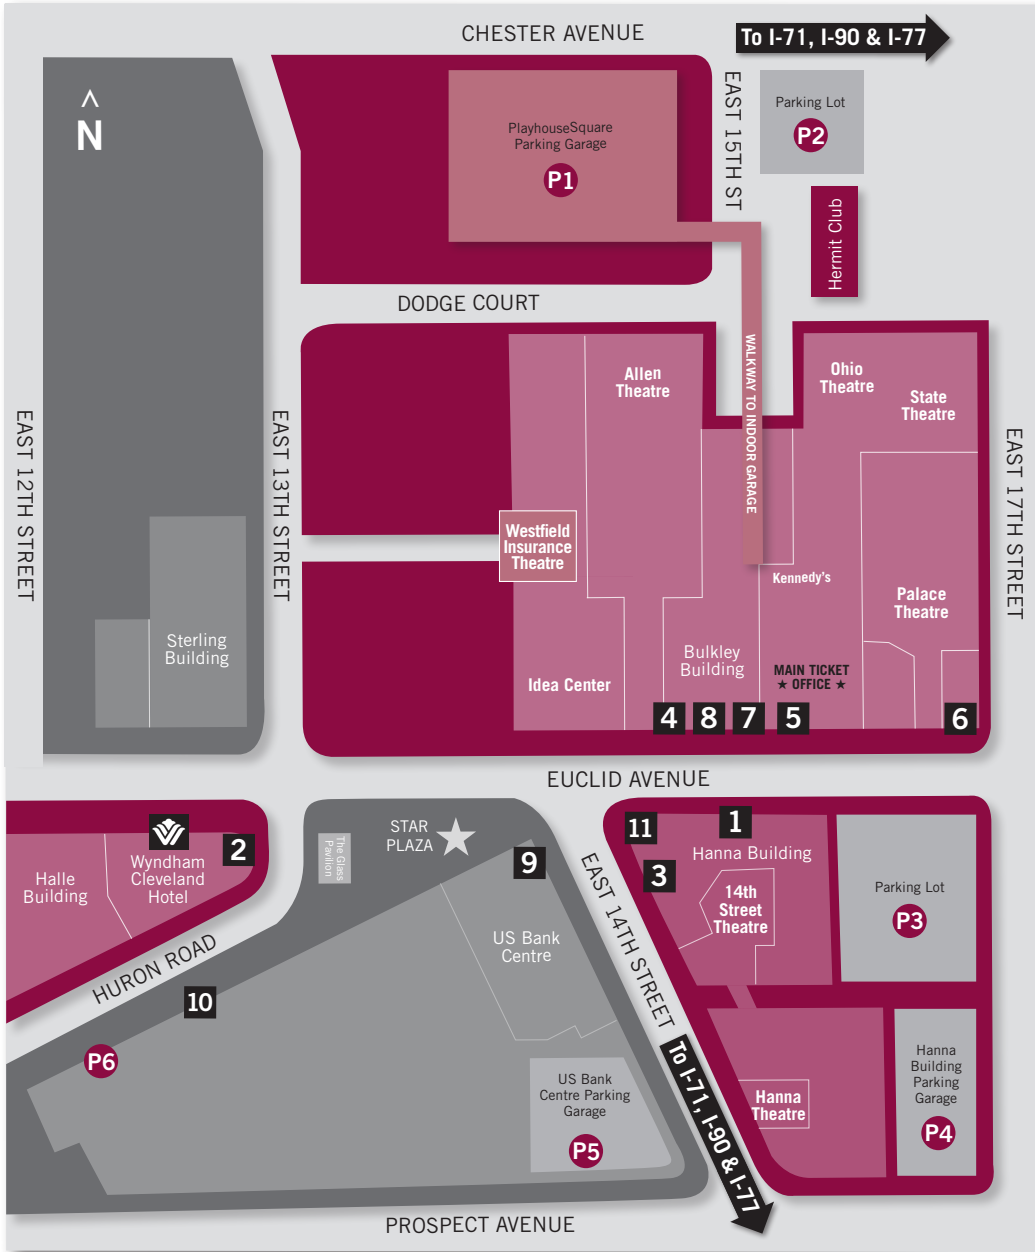 CHESTER AVENUE
To I-71, I-90 & I-77
N
PlayhouseSquare
Parking Garage
P1
EAST 15TH ST
Parking Lot
P2
Hermit Club
DODGE COURT
WALKWAY TO INDOOR GARAGE
Allen
Theatre
Ohio
Theatre
State
Theatre
EAST 12TH STREET
EAST 13TH STREET
EAST 17TH STREET
Westfield
Insurance
Theatre
Kennedy's
Palace
Theatre
Sterling
Building
Bulkley
Building
MAIN TICKET
★ OFFICE ★
Idea Center
4
8
7
5
6
EUCLID AVENUE
STAR
PLAZA
The Glass
Pavilion
2
Wyndham
Cleveland
Hotel
Halle
Building
9
11
1
Hanna Building
3
14th
Street
Theatre
Parking Lot
P3
EAST 14TH STREET
US Bank
Centre
HURON ROAD
10
P6
To I-71, I-90 & I-77
US Bank
Centre Parking
Garage
P5
Hanna
Theatre
Hanna
Building
Parking
Garage
P4
PROSPECT AVENUE